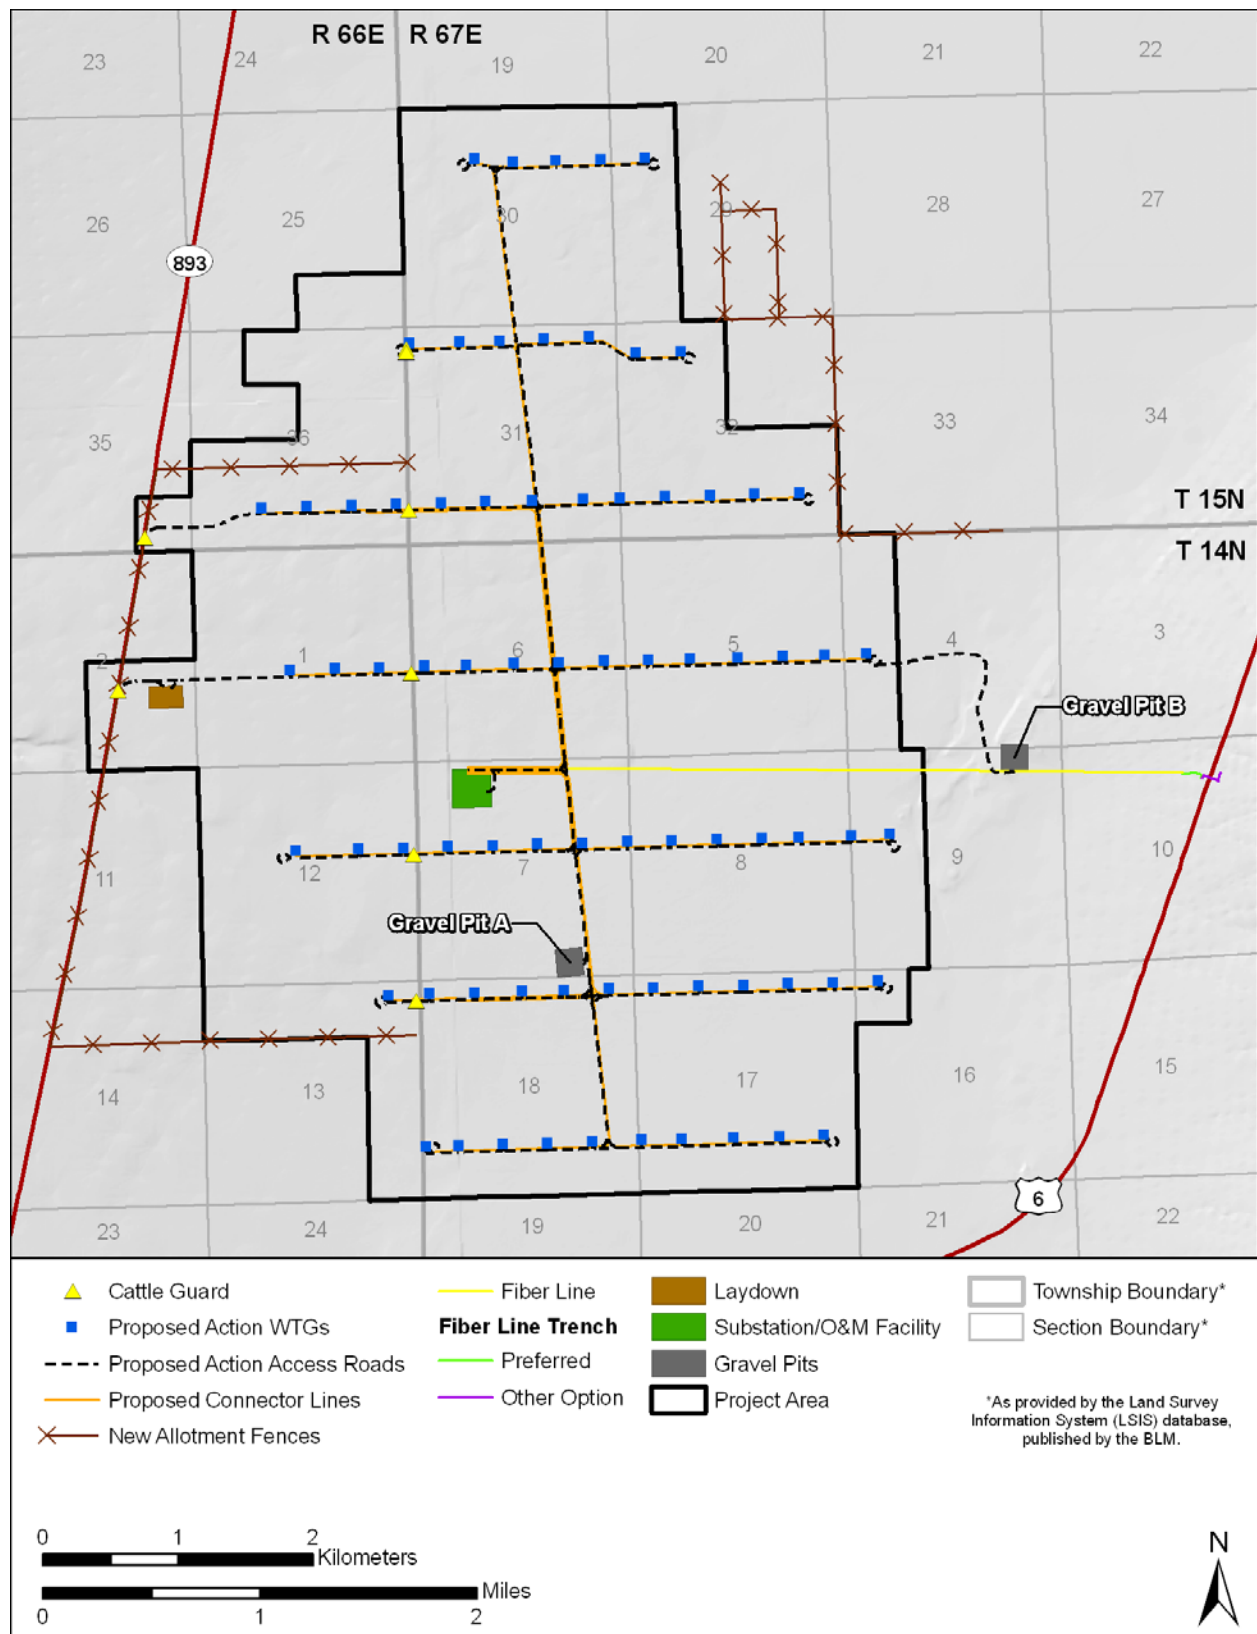 R 66E R 67E
23 24 19 20 21 22
26 25 30 29 28 27
893
35 36 31 32 33 34
T 15N
T 14N
2 1 6 5 4 3
Gravel Pit B
11 12 7 8 9 10
Gravel Pit A
14 13 18 17 16 15
6
23 24 19 20 21 22
Cattle Guard
Proposed Action WTGs
Proposed Action Access Roads
Proposed Connector Lines
New Allotment Fences
Fiber Line
Fiber Line Trench
Preferred
Other Option
Laydown
Substation/O&M Facility
Gravel Pits
Project Area
Township Boundary*
Section Boundary*
*As provided by the Land Survey
Information System (LSIS) database,
published by the BLM.
0 1 2
Kilometers
Miles
0 1 2
N